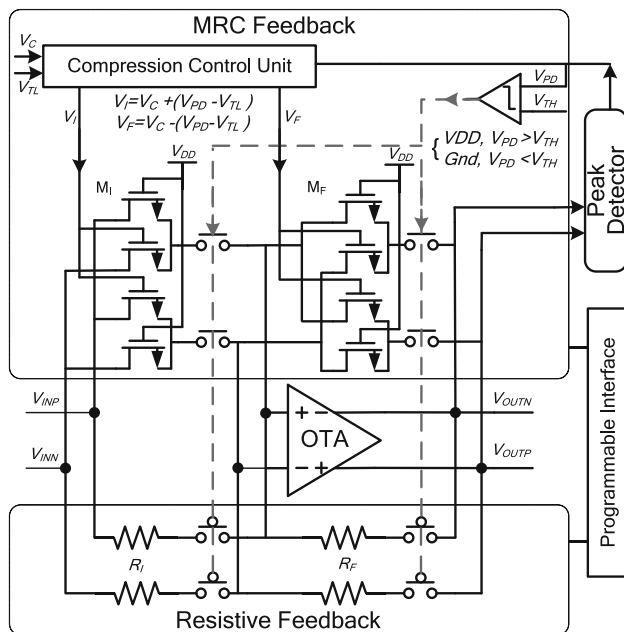 MRC Feedback
V_C
V_TL
Compression Control Unit
V_I=V_C +(V_PD -V_TL )
V_F=V_C -(V_PD-V_TL )
V_I
V_F
V_PD
V_TH
{ VDD, V_PD >V_TH
Gnd, V_PD <V_TH
V_DD
V_DD
M_I
M_F
Peak Detector
V_INP
V_INN
+ −
− +
OTA
V_OUTN
V_OUTP
Programmable Interface
R_I
R_F
Resistive Feedback